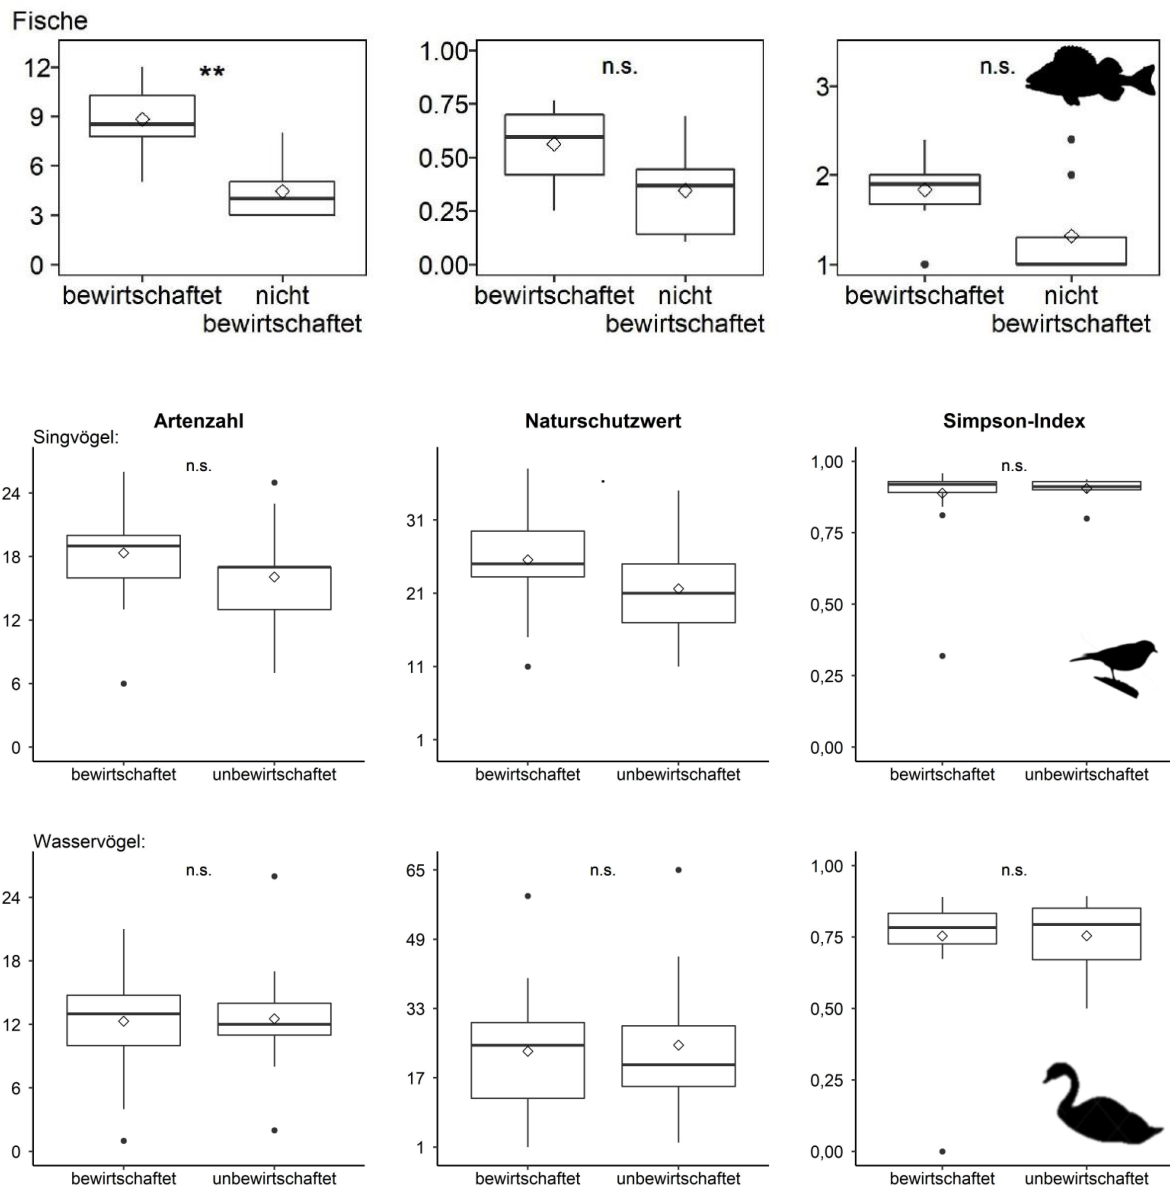 Fische
12
9
6
3
0
**
bewirtschaftet
nicht
bewirtschaftet
1.00
0.75
0.50
0.25
0.00
n.s.
bewirtschaftet
nicht
bewirtschaftet
3
2
1
n.s.
bewirtschaftet
nicht
bewirtschaftet
Artenzahl
Naturschutzwert
Simpson-Index
Singvögel:
24
18
12
6
0
n.s.
bewirtschaftet
unbewirtschaftet
31
21
11
1
.
bewirtschaftet
unbewirtschaftet
1,00
0,75
0,50
0,25
0,00
n.s.
bewirtschaftet
unbewirtschaftet
Wasservögel:
24
18
12
6
0
n.s.
bewirtschaftet
unbewirtschaftet
65
49
33
17
1
n.s.
bewirtschaftet
unbewirtschaftet
1,00
0,75
0,50
0,25
0,00
n.s.
bewirtschaftet
unbewirtschaftet